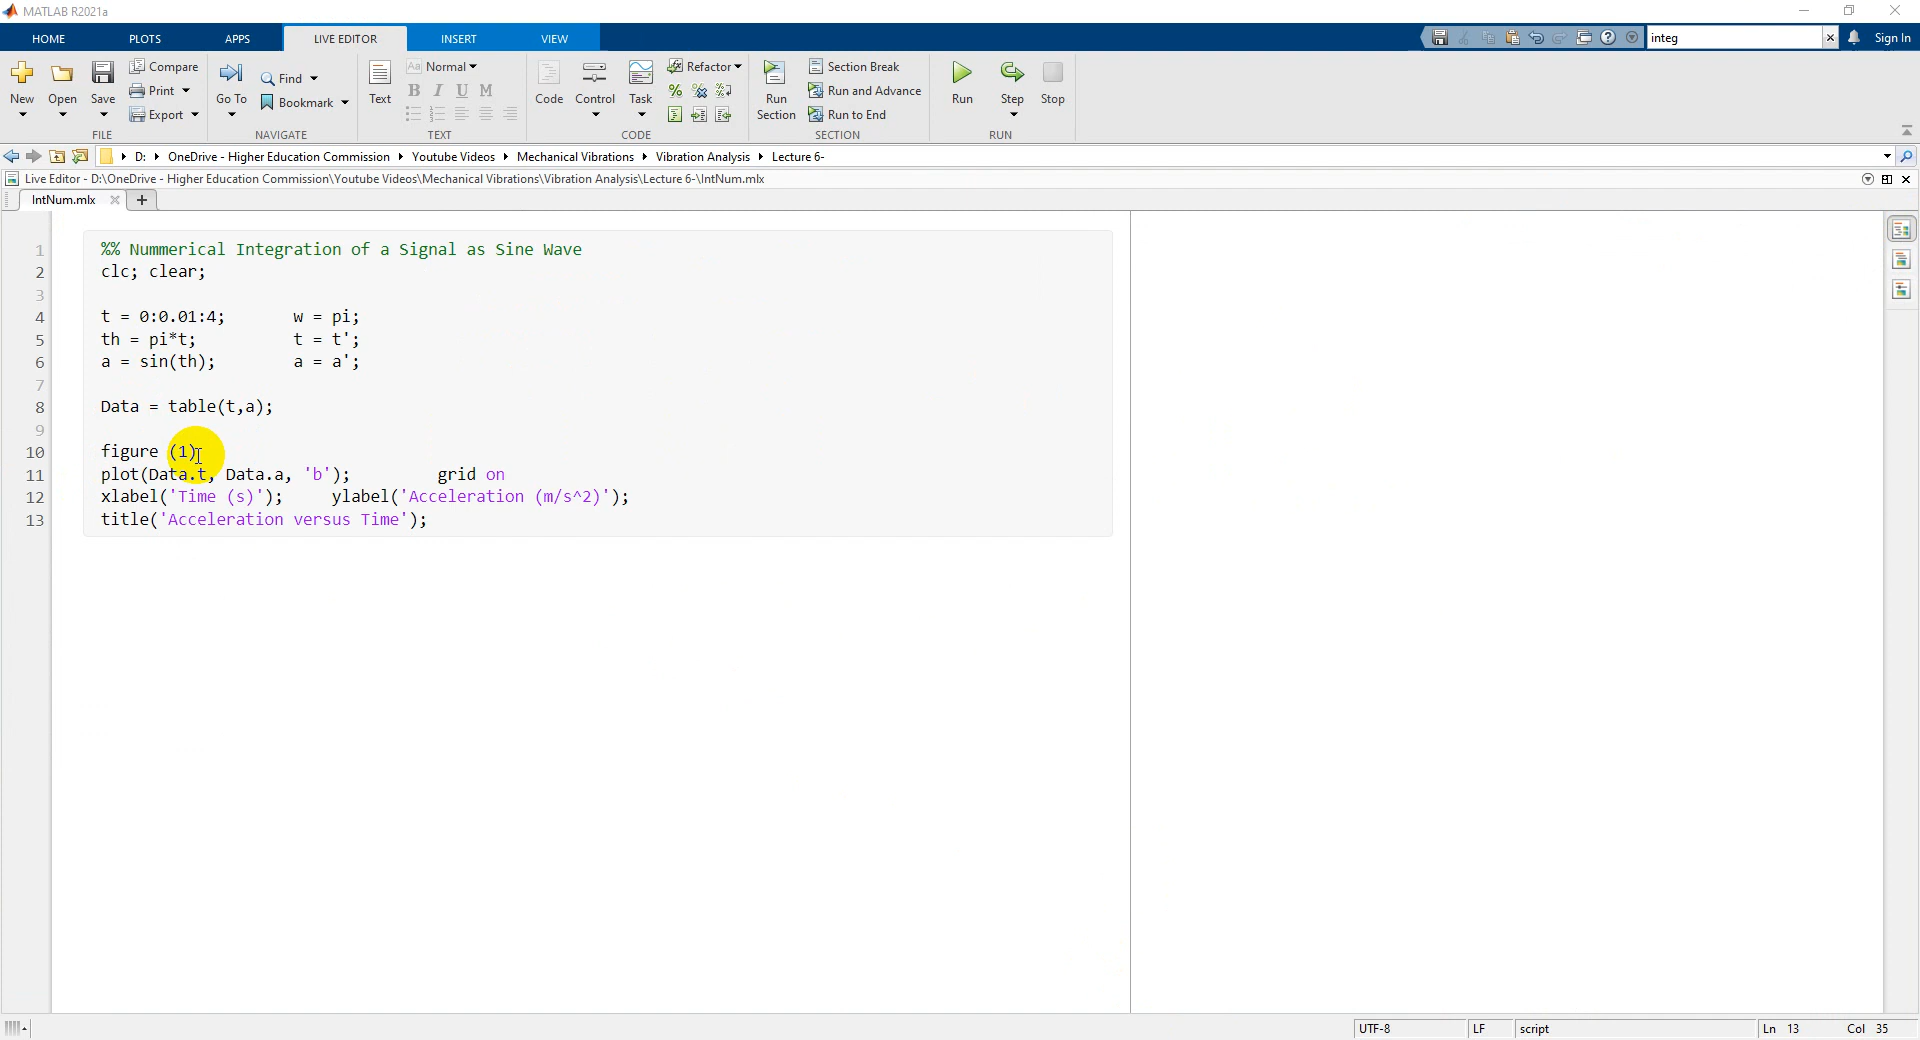 MATLAB R2021a
HOME PLOTS APPS LIVE EDITOR INSERT VIEW integ Sign In
New Open Save Compare Print Export Go To Find Bookmark Text Aa Normal B I U M Code Control Task Refactor Run Section Section Break Run and Advance Run to End Run Step Stop
FILE NAVIGATE TEXT CODE SECTION RUN
D: OneDrive - Higher Education Commission Youtube Videos Mechanical Vibrations Vibration Analysis Lecture 6-
Live Editor - D:\OneDrive - Higher Education Commission\Youtube Videos\Mechanical Vibrations\Vibration Analysis\Lecture 6-\IntNum.mlx
IntNum.mlx
1 %% Nummerical Integration of a Signal as Sine Wave
2 clc; clear;
3
4 t = 0:0.01:4; w = pi;
5 th = pi*t; t = t';
6 a = sin(th); a = a';
7
8 Data = table(t,a);
9
10 figure (1)
11 plot(Data.t, Data.a, 'b'); grid on
12 xlabel('Time (s)'); ylabel('Acceleration (m/s^2)');
13 title('Acceleration versus Time');
UTF-8 LF script Ln 13 Col 35